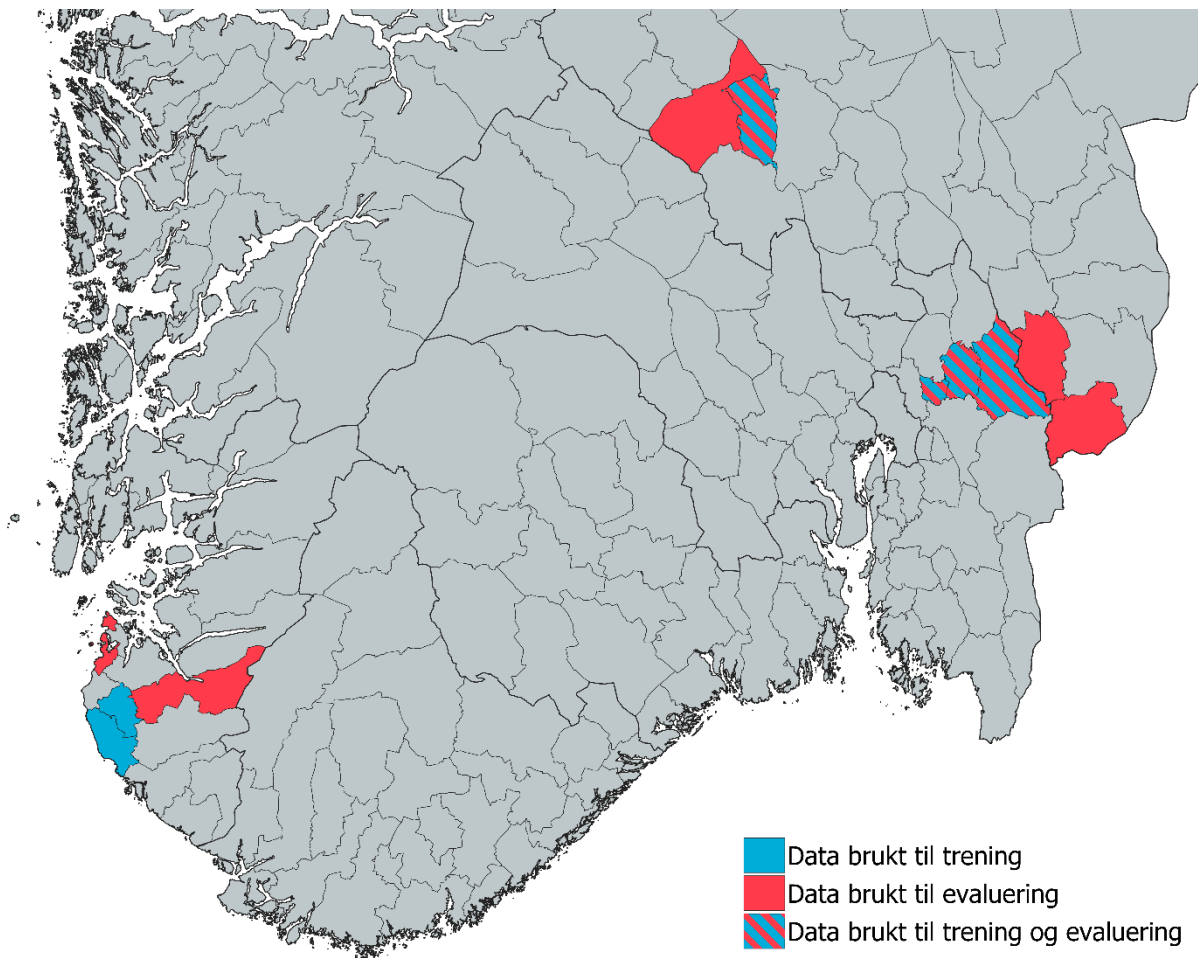 Data brukt til trening
Data brukt til evaluering
Data brukt til trening og evaluering